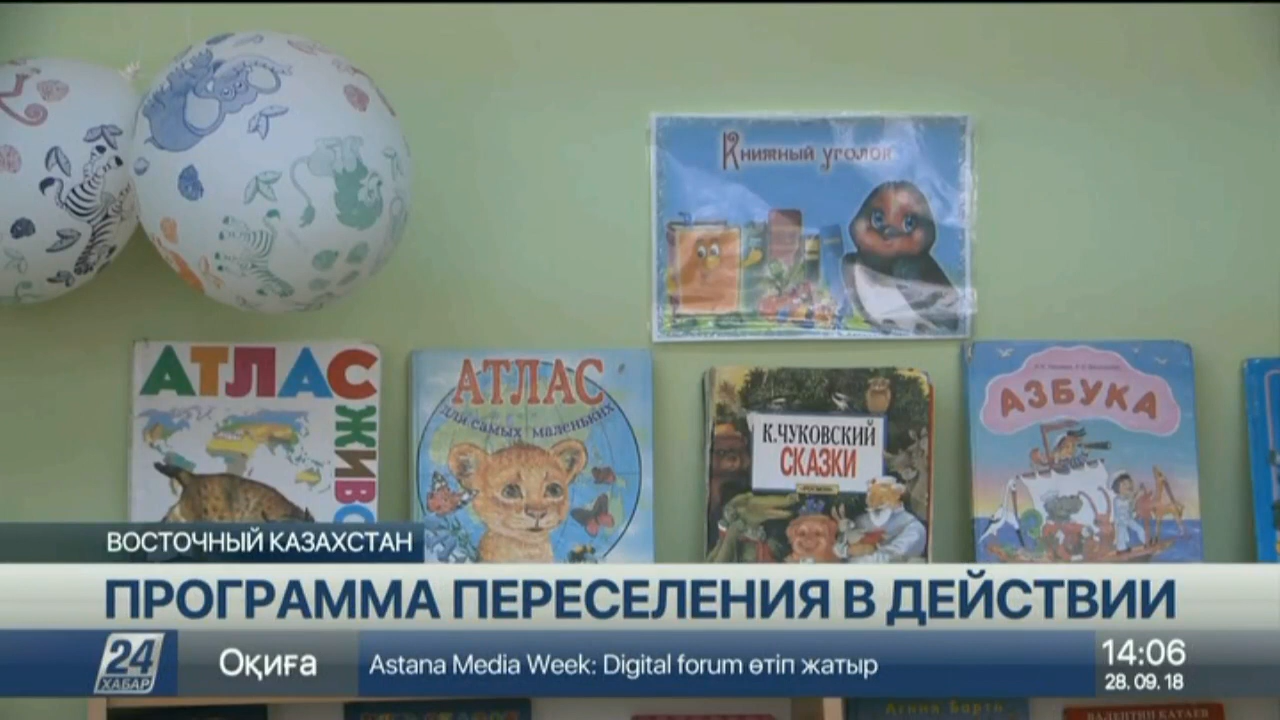 Книжный уголок
АТЛАС
ЖИВО
АТЛАС
для самых маленьких
К.ЧУКОВСКИЙ
СКАЗКИ
АЗБУКА
ВОСТОЧНЫЙ КАЗАХСТАН
ПРОГРАММА ПЕРЕСЕЛЕНИЯ В ДЕЙСТВИИ
24
ХАБАР
Оқиға
Astana Media Week: Digital forum өтіп жатыр
14:06
28.09.18
Агния Барто
ВАЛЕНТИН КАТАЕВ